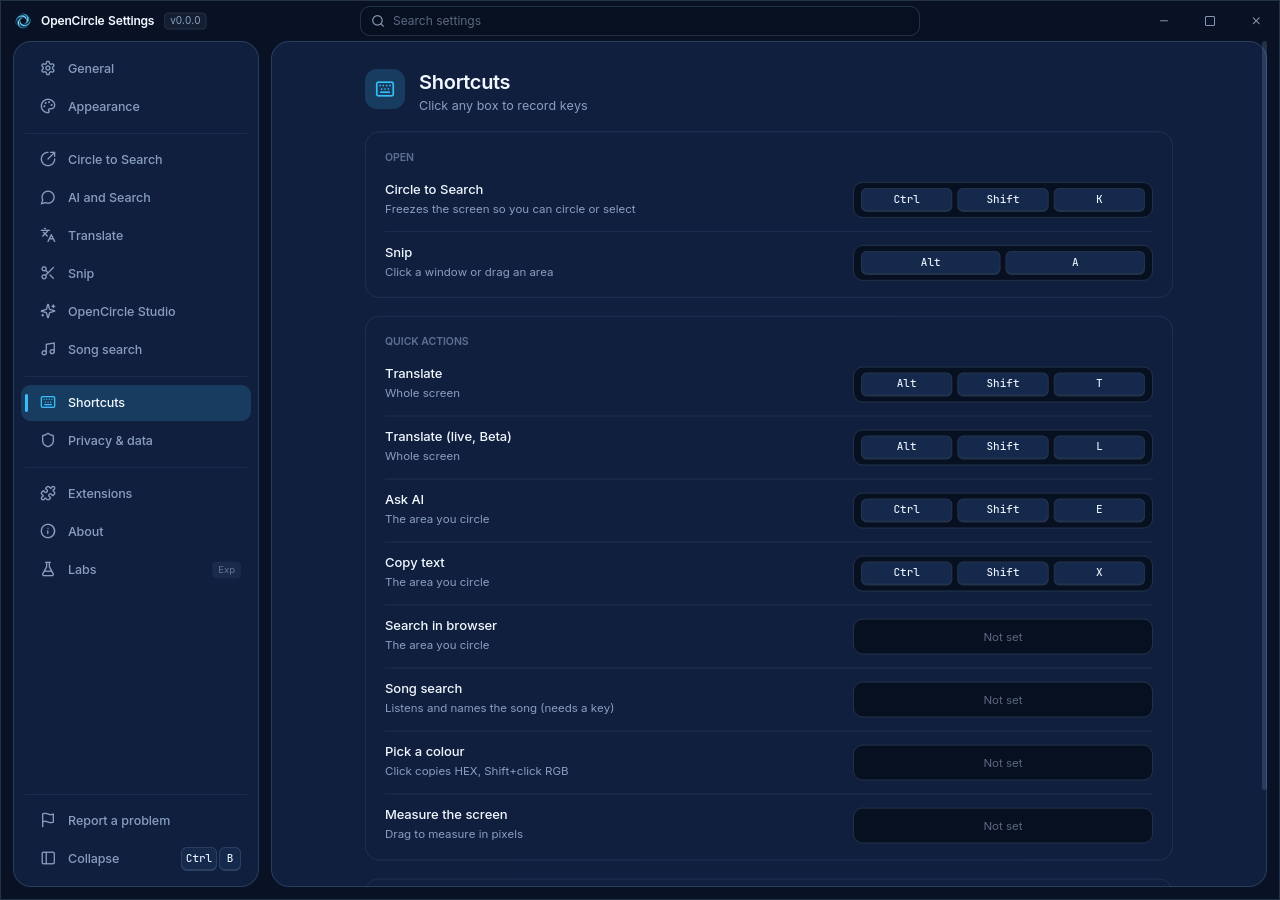 OpenCircle Settings v0.0.0
Search settings
General
Appearance
Circle to Search
AI and Search
Translate
Snip
OpenCircle Studio
Song search
Shortcuts
Privacy & data
Extensions
About
Labs Exp
Report a problem
Collapse Ctrl B
Shortcuts
Click any box to record keys
OPEN
Circle to Search
Freezes the screen so you can circle or select
Ctrl Shift K
Snip
Click a window or drag an area
Alt A
QUICK ACTIONS
Translate
Whole screen
Alt Shift T
Translate (live, Beta)
Whole screen
Alt Shift L
Ask AI
The area you circle
Ctrl Shift E
Copy text
The area you circle
Ctrl Shift X
Search in browser
The area you circle
Not set
Song search
Listens and names the song (needs a key)
Not set
Pick a colour
Click copies HEX, Shift+click RGB
Not set
Measure the screen
Drag to measure in pixels
Not set